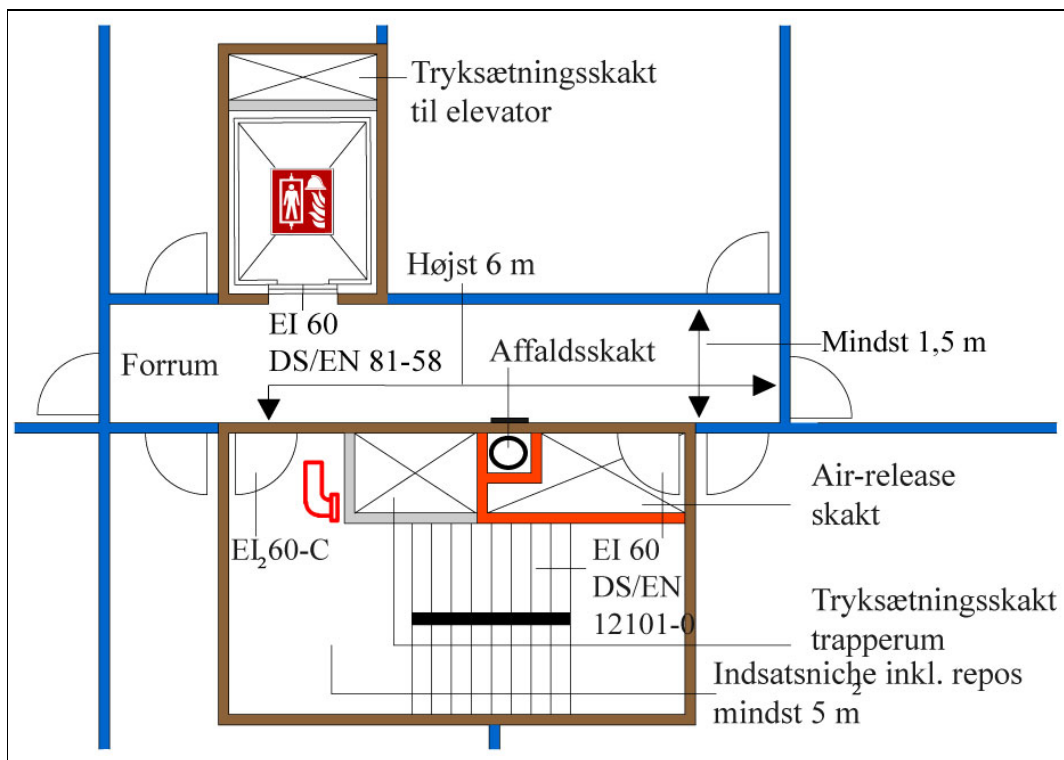 Tryksætningsskakt
til elevator
Højst 6 m
EI 60
DS/EN 81-58
Affaldsskakt
Mindst 1,5 m
Forrum
Air-release
skakt
EI₂60-C
EI 60
DS/EN
12101-0
Tryksætningsskakt
trapperum
Indsatsniche inkl. repos
mindst 5 m²